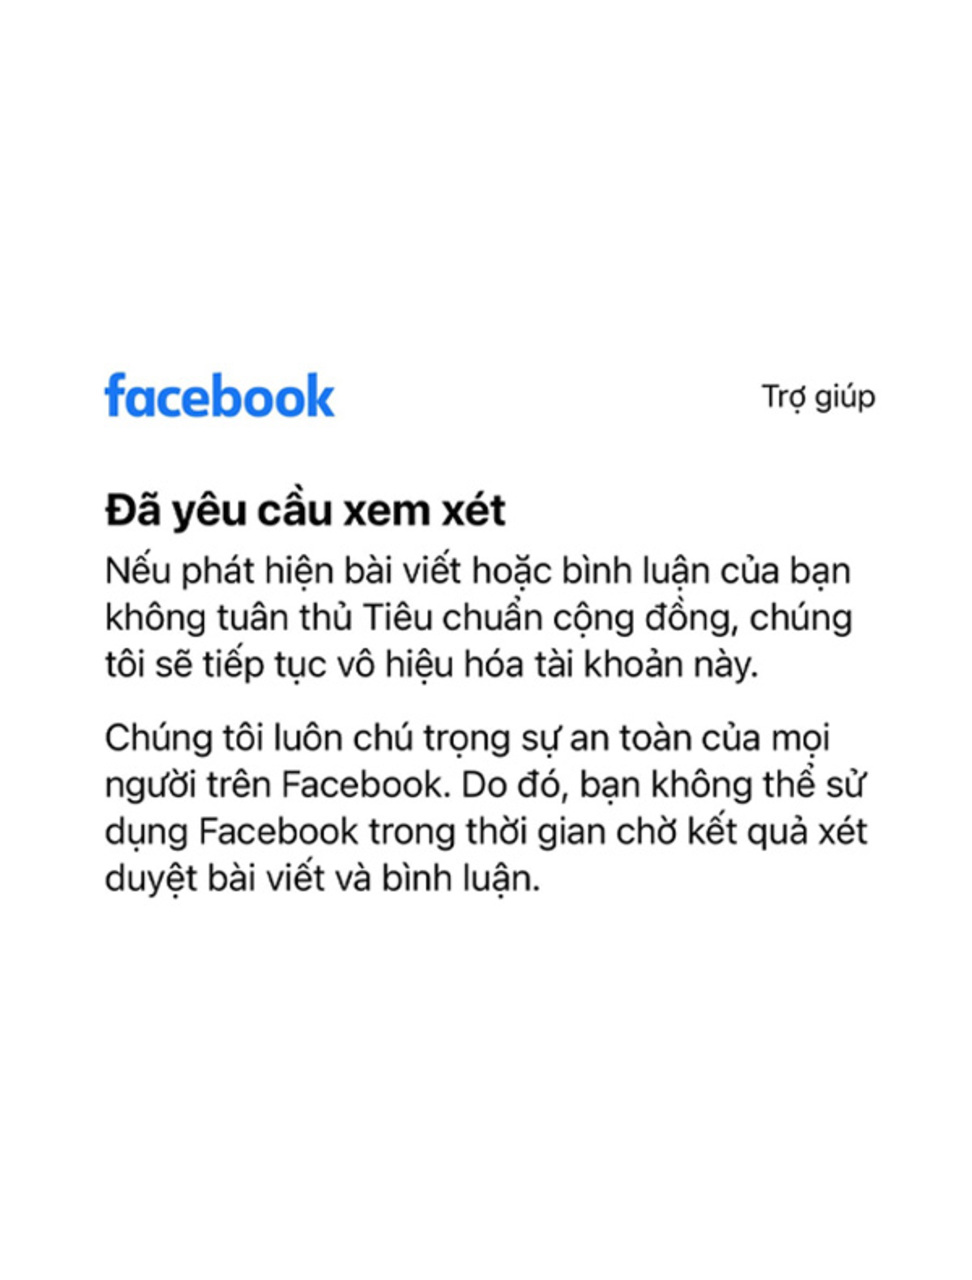 facebook
Trợ giúp
Đã yêu cầu xem xét
Nếu phát hiện bài viết hoặc bình luận của bạn
không tuân thủ Tiêu chuẩn cộng đồng, chúng
tôi sẽ tiếp tục vô hiệu hóa tài khoản này.
Chúng tôi luôn chú trọng sự an toàn của mọi
người trên Facebook. Do đó, bạn không thể sử
dụng Facebook trong thời gian chờ kết quả xét
duyệt bài viết và bình luận.